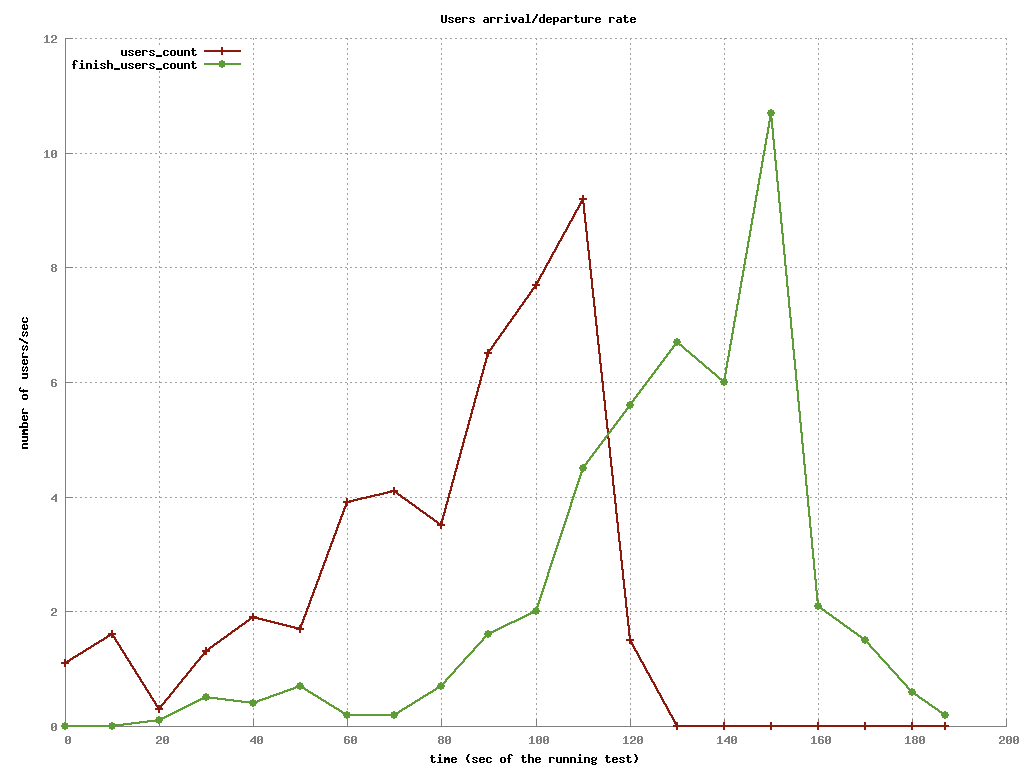 Users arrival/departure rate
users_count
finish_users_count
12
10
8
6
4
2
0
number of users/sec
0 20 40 60 80 100 120 140 160 180 200
time (sec of the running test)